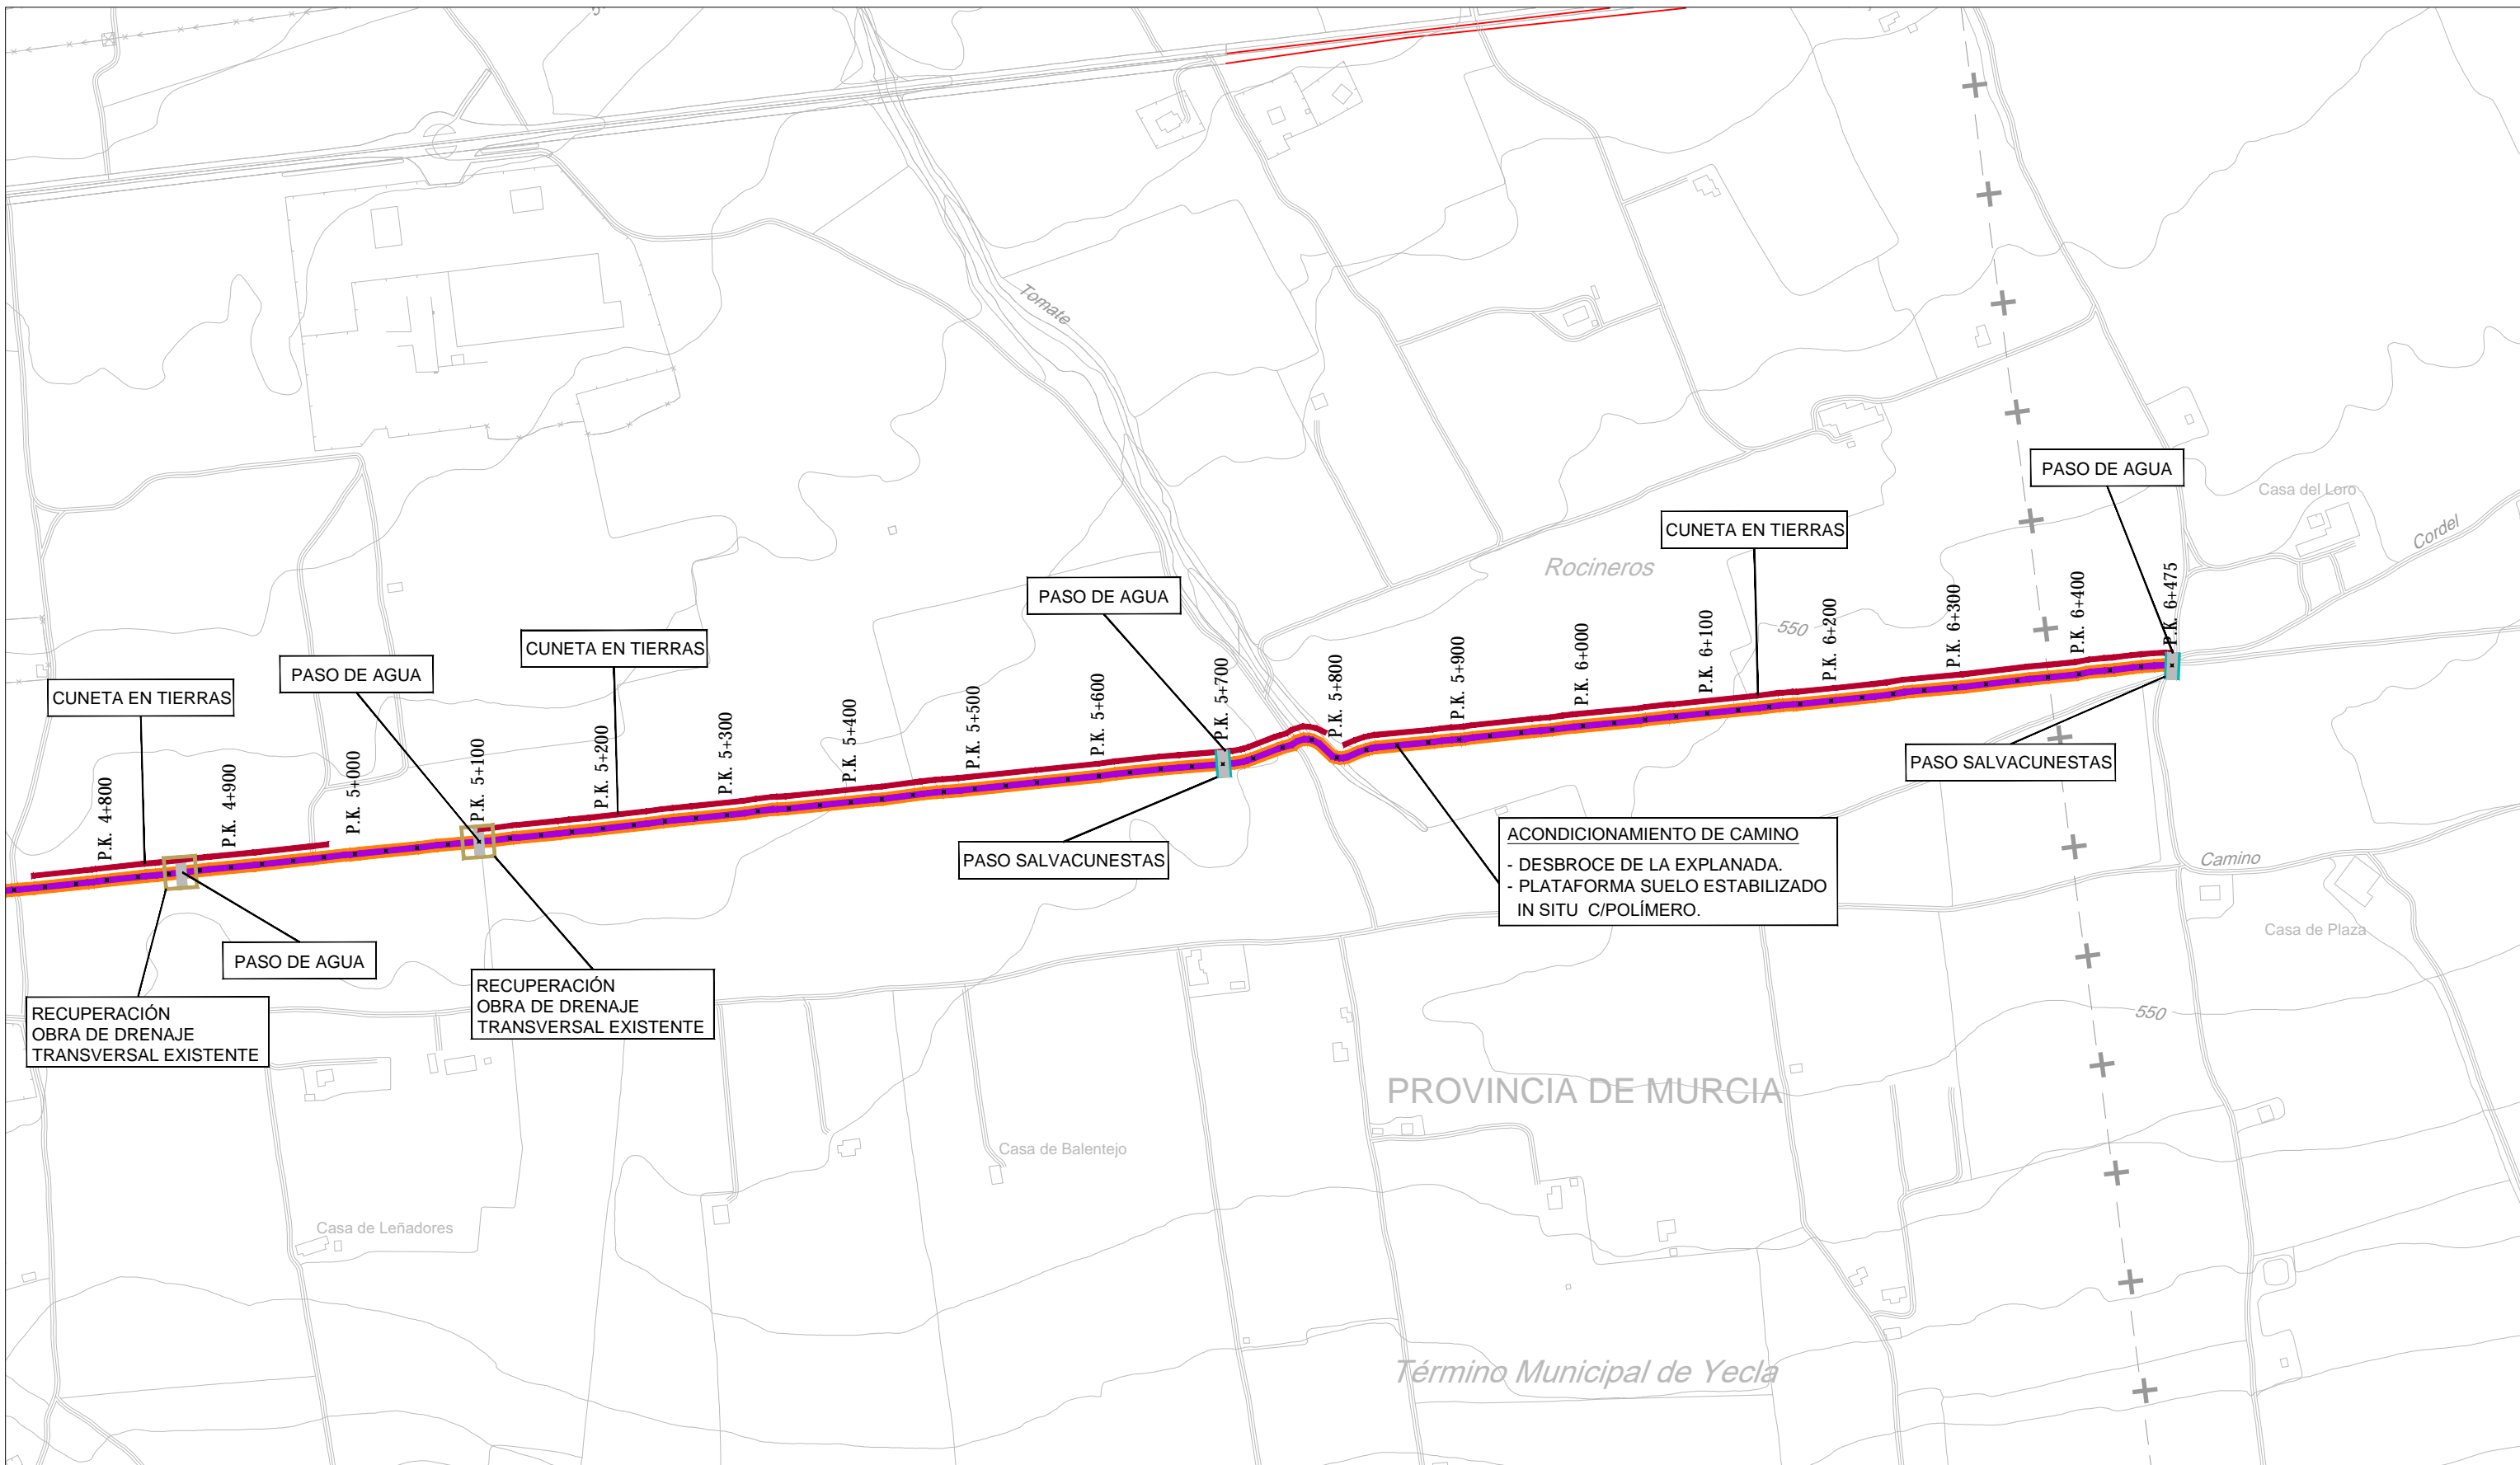 Tomate
PASO DE AGUA
Casa del Loro
CUNETA EN TIERRAS
Cordel
Rocineros
PASO DE AGUA
550
CUNETA EN TIERRAS
PASO DE AGUA
CUNETA EN TIERRAS
P.K. 4+800
P.K. 4+900
P.K. 5+000
P.K. 5+100
P.K. 5+200
P.K. 5+300
P.K. 5+400
P.K. 5+500
P.K. 5+600
P.K. 5+700
P.K. 5+800
P.K. 5+900
P.K. 6+000
P.K. 6+100
P.K. 6+200
P.K. 6+300
P.K. 6+400
P.K. 6+475
PASO SALVACUNESTAS
PASO SALVACUNESTAS
ACONDICIONAMIENTO DE CAMINO
- DESBROCE DE LA EXPLANADA.
- PLATAFORMA SUELO ESTABILIZADO
IN SITU C/POLÍMERO.
Camino
Casa de Plaza
PASO DE AGUA
RECUPERACIÓN
OBRA DE DRENAJE
TRANSVERSAL EXISTENTE
RECUPERACIÓN
OBRA DE DRENAJE
TRANSVERSAL EXISTENTE
550
PROVINCIA DE MURCIA
Casa de Balentejo
Casa de Leñadores
Término Municipal de Yecla